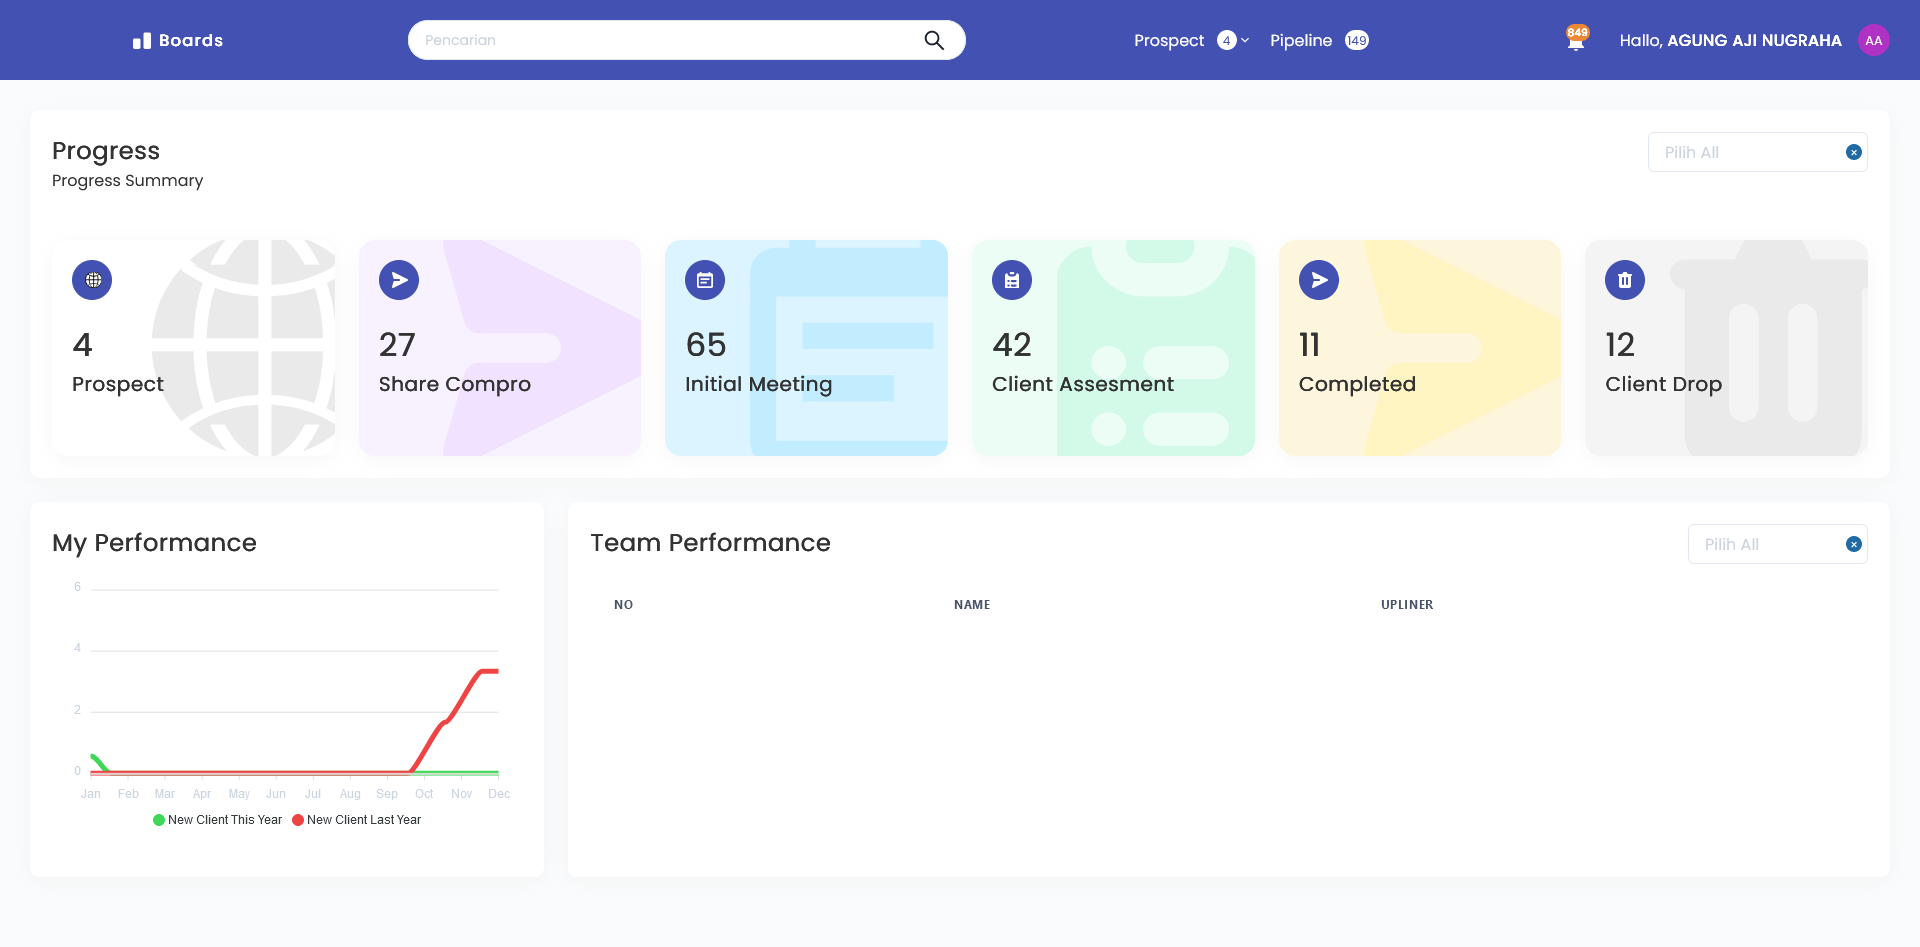 Boards
Pencarian
Prospect 4
Pipeline 149
849
Hallo, AGUNG AJI NUGRAHA
AA
Progress
Progress Summary
Pilih All
4
Prospect
27
Share Compro
65
Initial Meeting
42
Client Assesment
11
Completed
12
Client Drop
My Performance
6
4
2
0
Jan Feb Mar Apr May Jun Jul Aug Sep Oct Nov Dec
New Client This Year New Client Last Year
Team Performance
Pilih All
NO NAME UPLINER